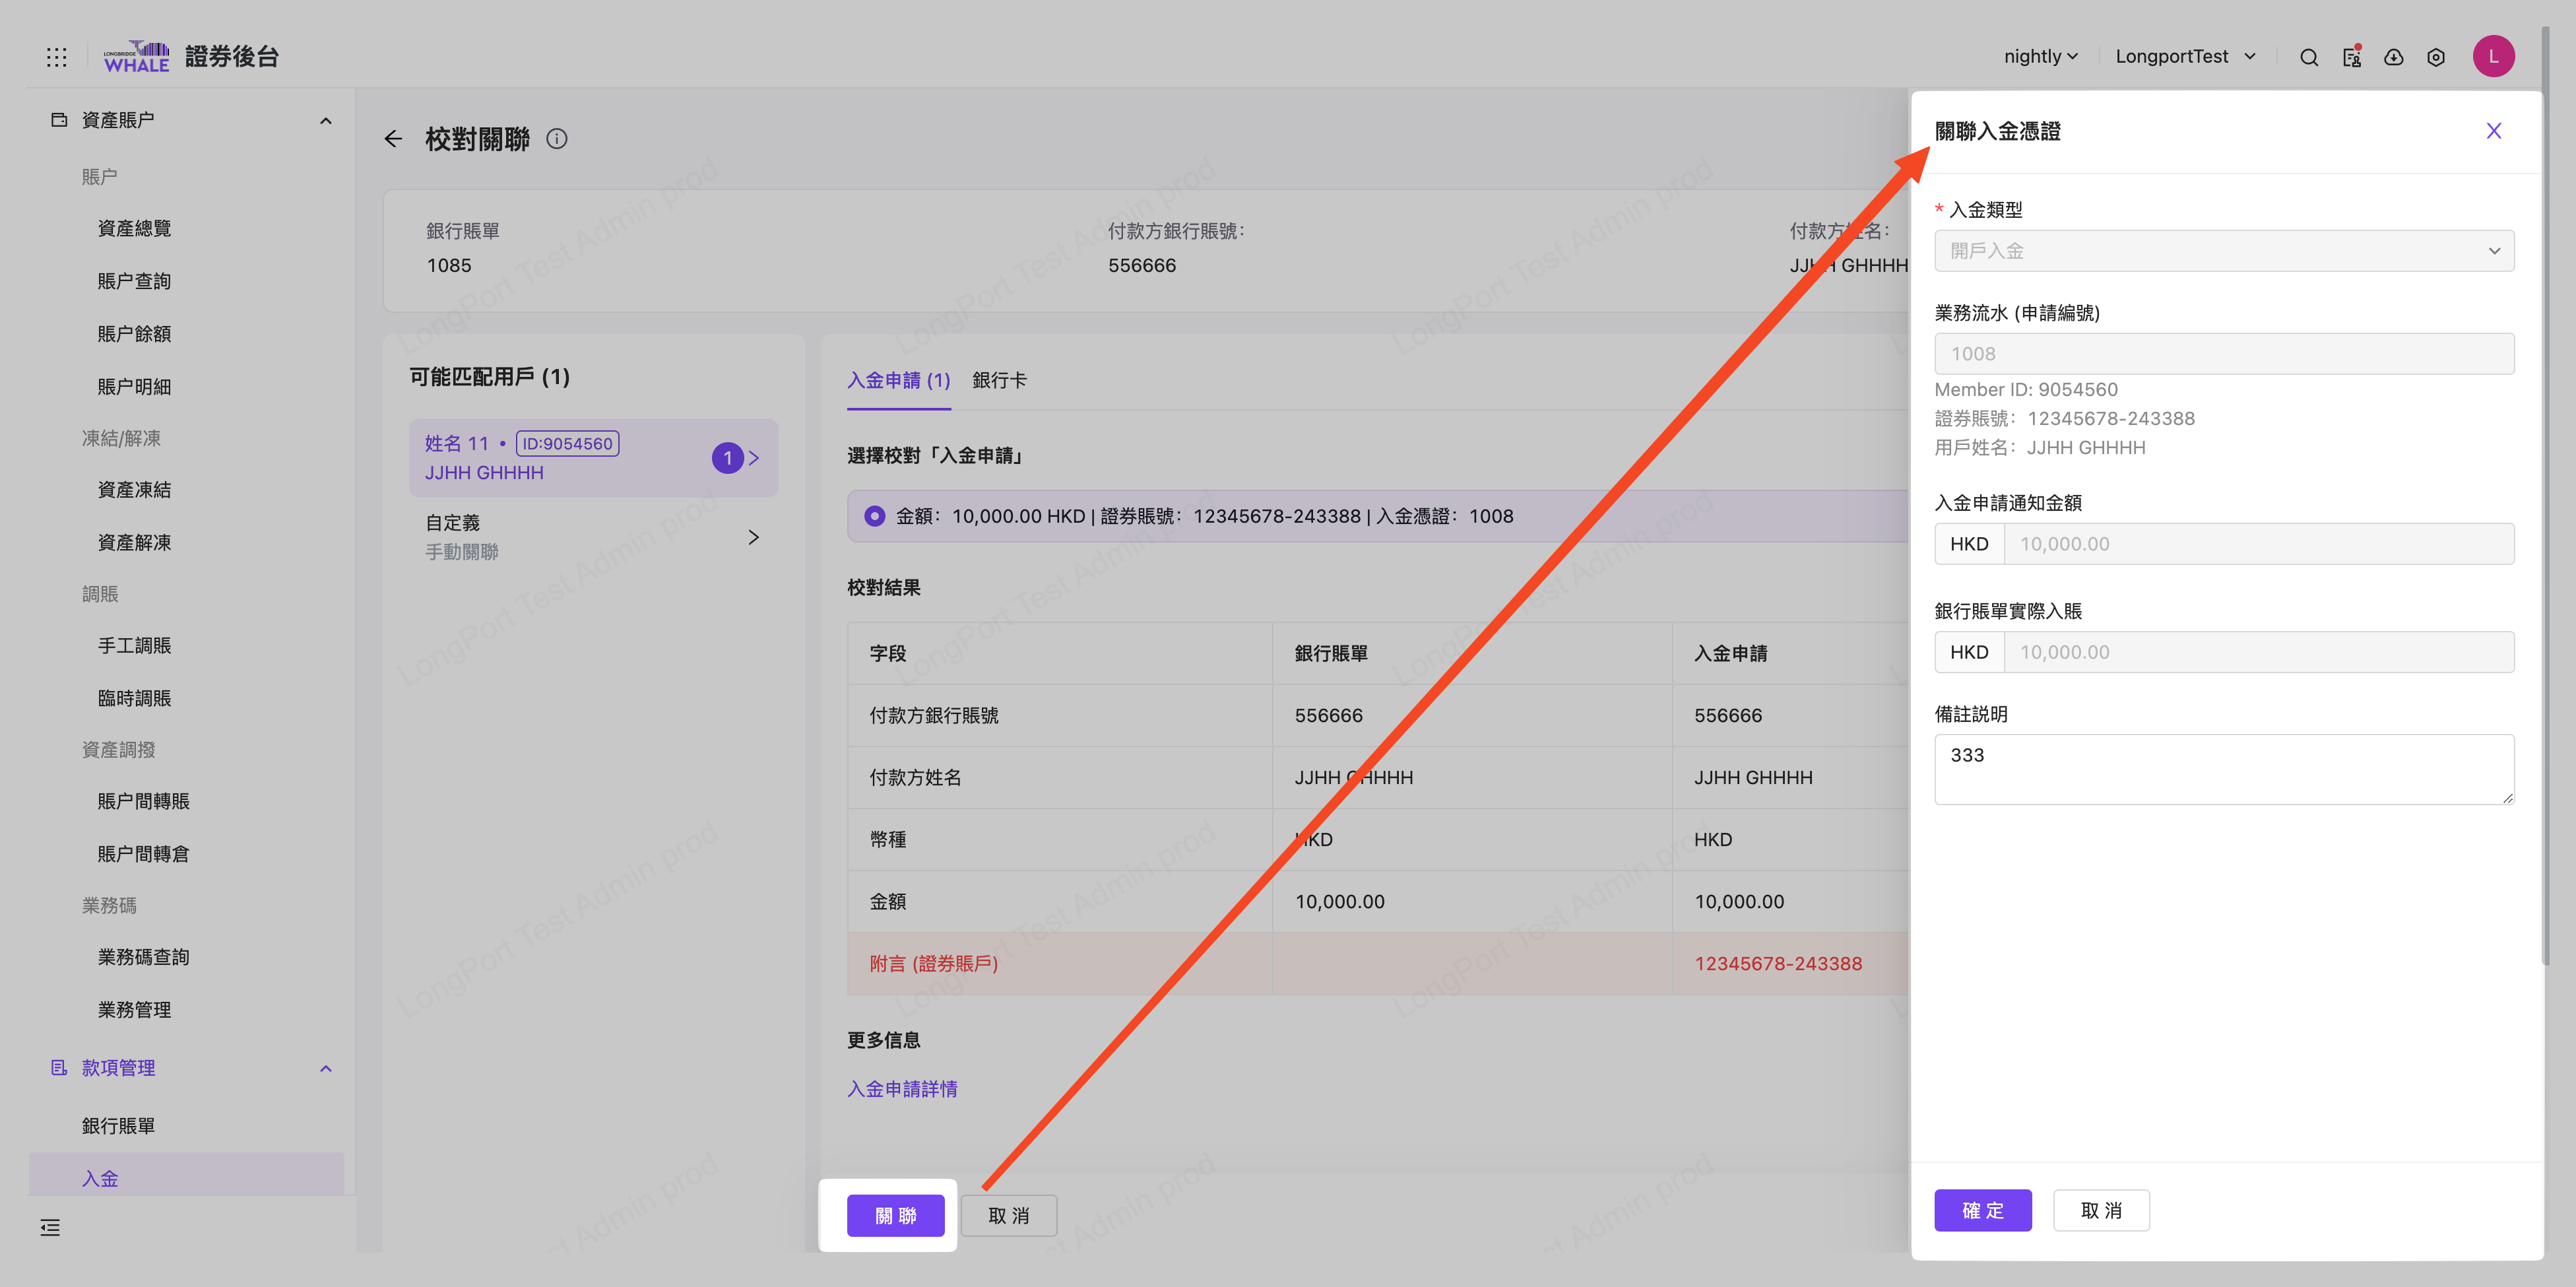 LONGBRIDGE
WHALE
證券後台
nightly
LongportTest
L
資產賬户
賬户
資產總覽
賬户查詢
賬户餘額
賬户明細
凍結/解凍
資產凍結
資產解凍
調賬
手工調賬
臨時調賬
資產調撥
賬户間轉賬
賬户間轉倉
業務碼
業務碼查詢
業務管理
款項管理
銀行賬單
入金
校對關聯
銀行賬單
1085
付款方銀行賬號:
556666
付款方姓名:
JJHH GHHHH
可能匹配用戶 (1)
姓名 11 • ID:9054560
JJHH GHHHH
1
自定義
手動關聯
入金申請 (1) 銀行卡
選擇校對「入金申請」
金額： 10,000.00 HKD | 證券賬號： 12345678-243388 | 入金憑證： 1008
校對結果
字段 銀行賬單 入金申請
付款方銀行賬號 556666 556666
付款方姓名 JJHH GHHHH JJHH GHHHH
幣種 HKD HKD
金額 10,000.00 10,000.00
附言 (證券賬戶) 12345678-243388
更多信息
入金申請詳情
關 聯
取 消
關聯入金憑證
* 入金類型
開戶入金
業務流水 (申請編號)
1008
Member ID: 9054560
證券賬號： 12345678-243388
用戶姓名： JJHH GHHHH
入金申請通知金額
HKD 10,000.00
銀行賬單實際入賬
HKD 10,000.00
備註説明
333
確 定
取 消
LongPort Test Admin prod